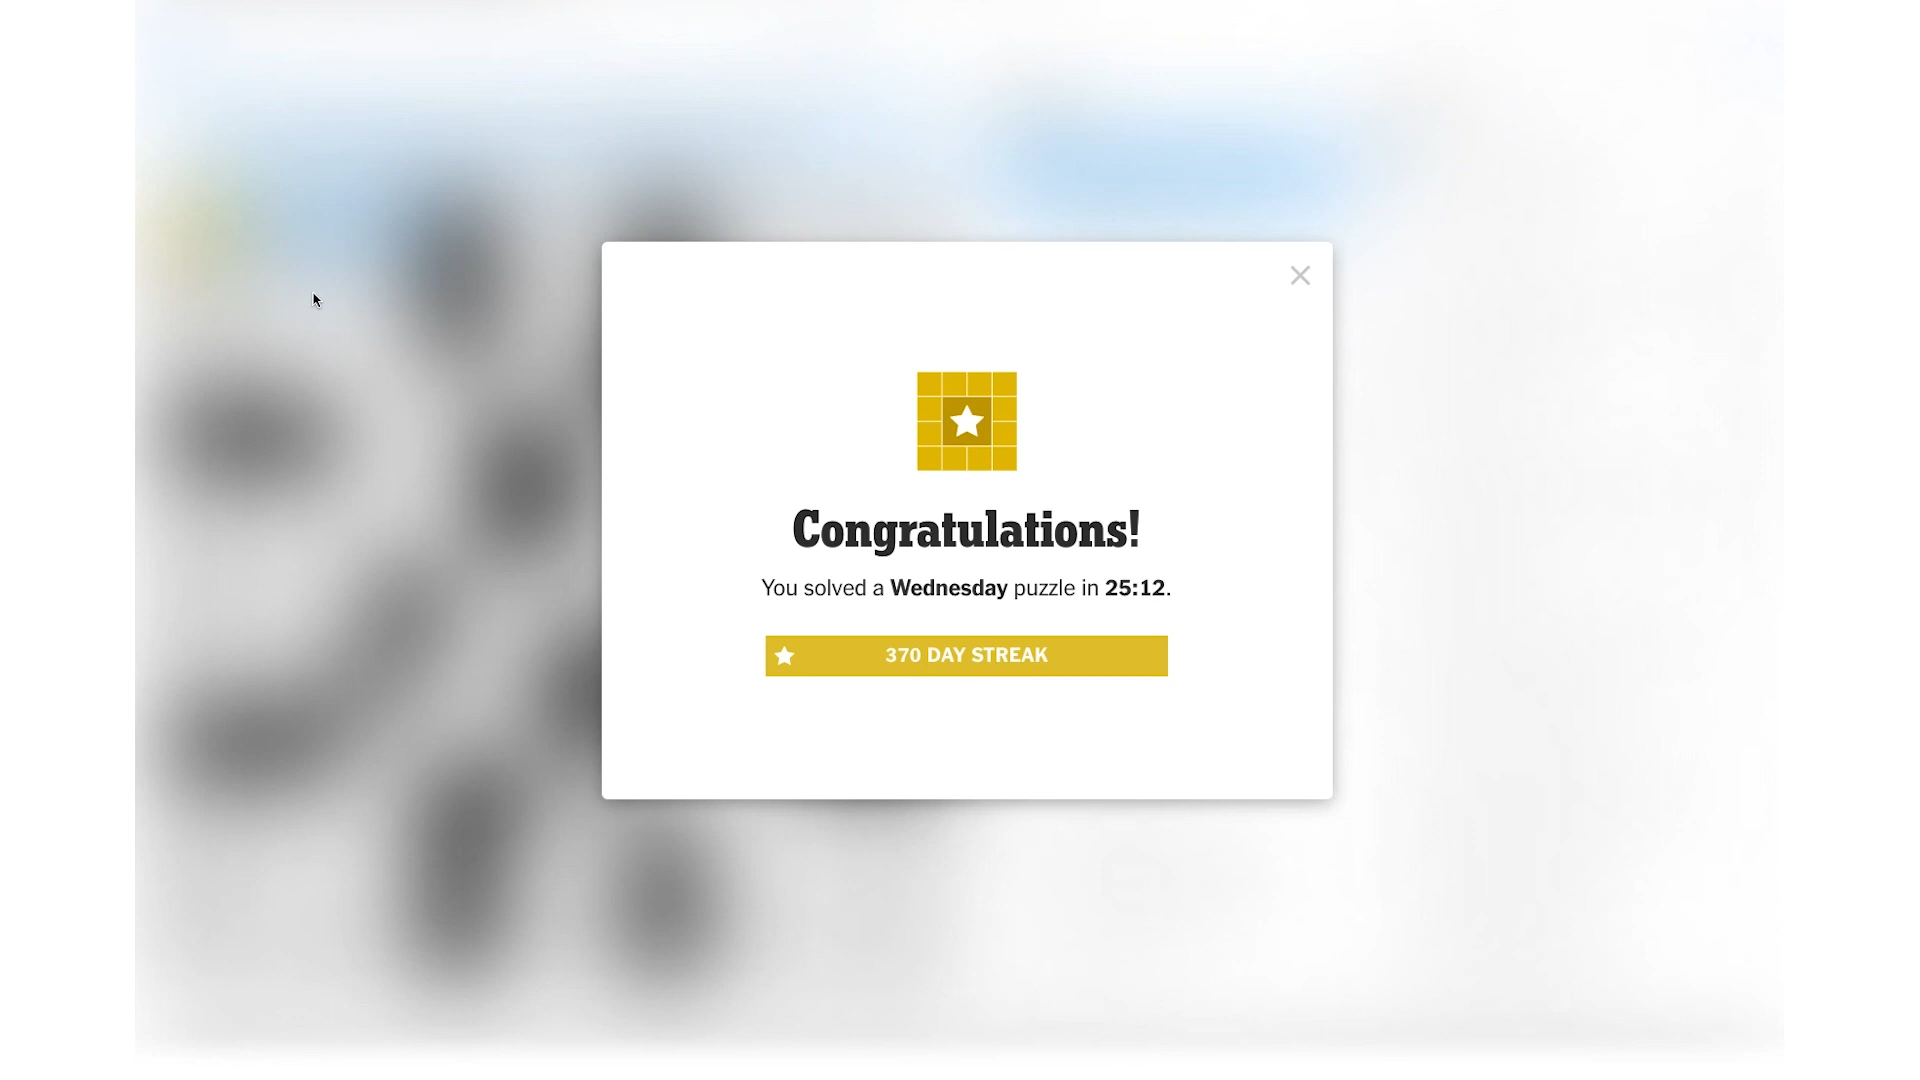 Congratulations!
You solved a Wednesday puzzle in 25:12.
370 DAY STREAK